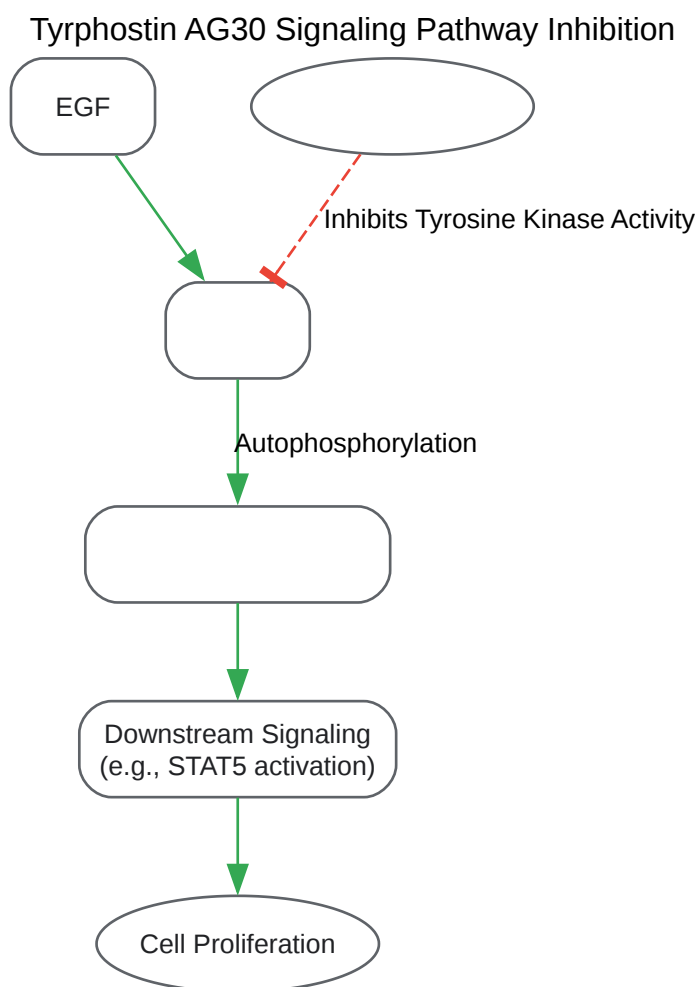 Tyrphostin AG30 Signaling Pathway Inhibition
EGF
Inhibits Tyrosine Kinase Activity
Autophosphorylation
Downstream Signaling
(e.g., STAT5 activation)
Cell Proliferation